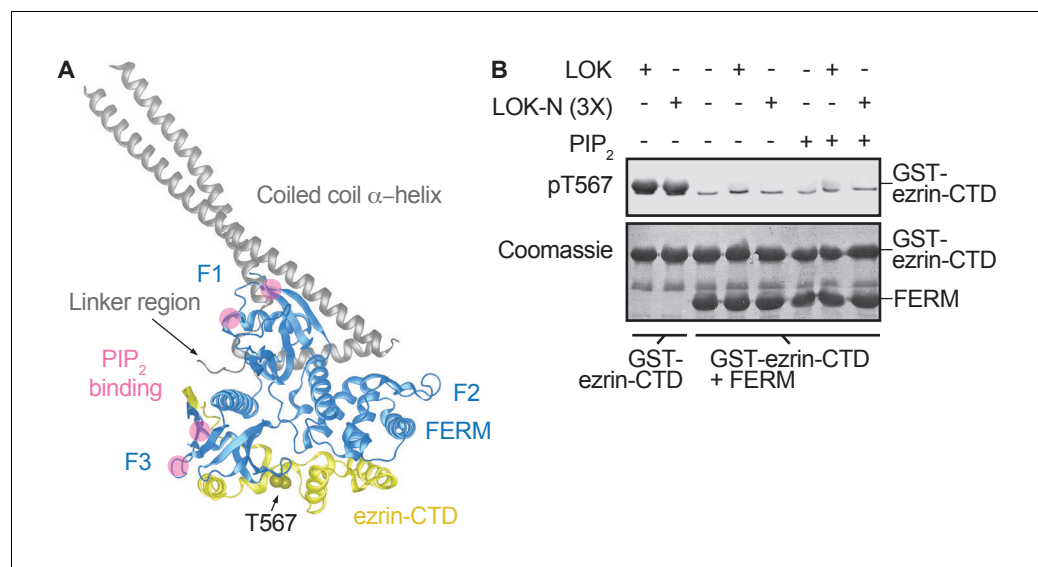 A
F1
Coiled coil α–helix
Linker region
PIP2
binding
F2
FERM
F3
T567
ezrin-CTD
B
LOK + - - + - - + -
LOK-N (3X) - + - - + - - +
PIP2 - - - - - + + +
pT567
GST-
ezrin-CTD
Coomassie
GST-
ezrin-CTD
FERM
GST-
ezrin-CTD
GST-ezrin-CTD
+ FERM